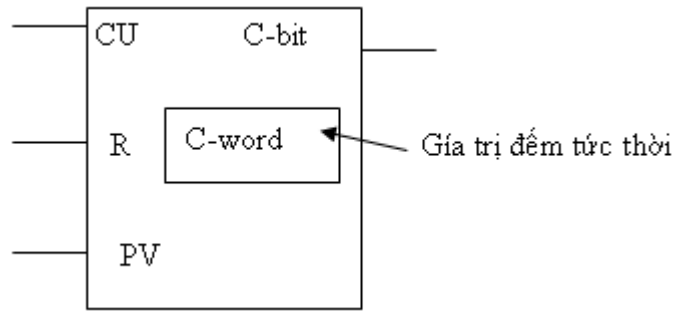 CU C-bit
R C-word Gía trị đếm tức thời
PV